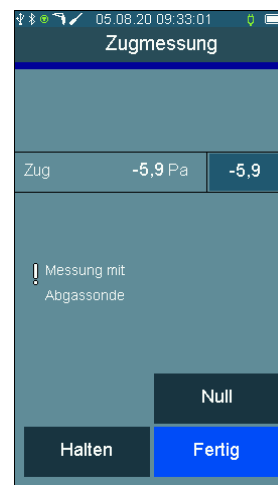 05.08.20 09:33:01
Zugmessung
Zug -5,9 Pa -5,9
Messung mit
Abgassonde
Null
Halten Fertig